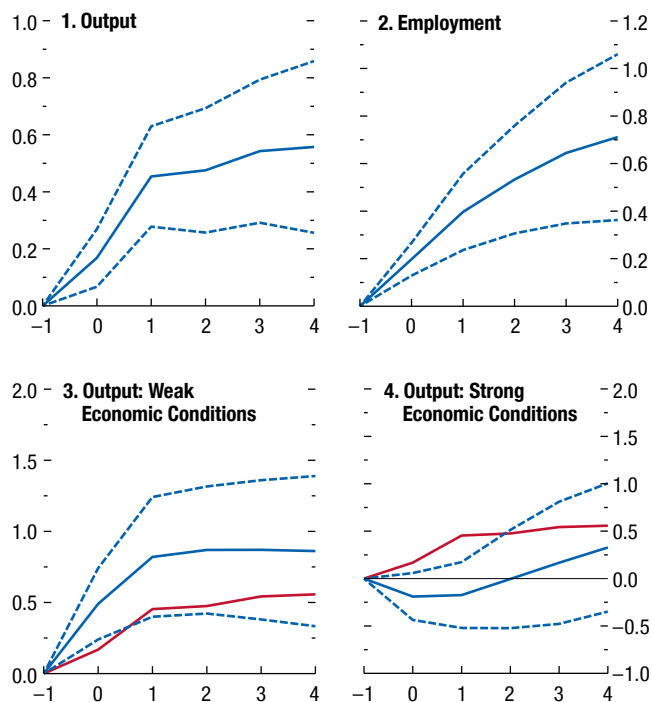 1. Output
1.0
0.8
0.6
0.4
0.2
0.0
−1 0 1 2 3 4
2. Employment
1.2
1.0
0.8
0.6
0.4
0.2
0.0
−1 0 1 2 3 4
3. Output: Weak
Economic Conditions
2.0
1.5
1.0
0.5
0.0
−1 0 1 2 3 4
4. Output: Strong
Economic Conditions
2.0
1.5
1.0
0.5
0.0
−0.5
−1.0
−1 0 1 2 3 4